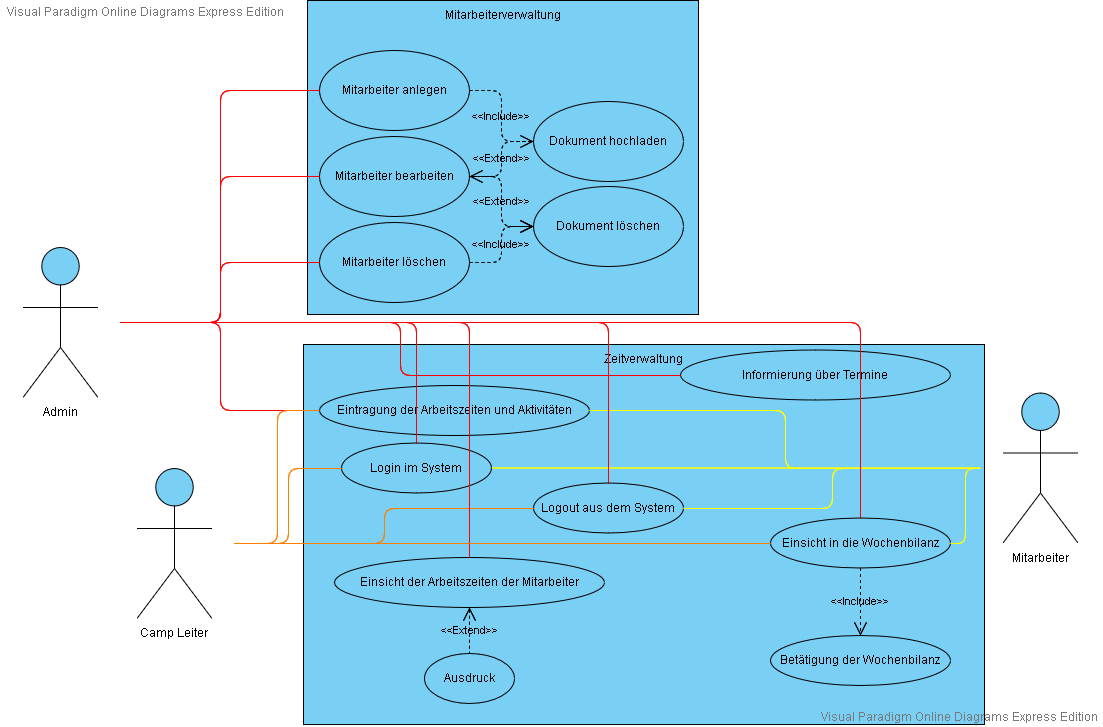 Visual Paradigm Online Diagrams Express Edition
Mitarbeiterverwaltung
Mitarbeiter anlegen
<<Include>>
Dokument hochladen
<<Extend>>
Mitarbeiter bearbeiten
<<Extend>>
Dokument löschen
<<Include>>
Mitarbeiter löschen
Admin
Zeitverwaltung
Informierung über Termine
Eintragung der Arbeitszeiten und Aktivitäten
Login im System
Logout aus dem System
Einsicht in die Wochenbilanz
Mitarbeiter
Einsicht der Arbeitszeiten der Mitarbeiter
<<Include>>
<<Extend>>
Camp Leiter
Betätigung der Wochenbilanz
Ausdruck
Visual Paradigm Online Diagrams Express Edition